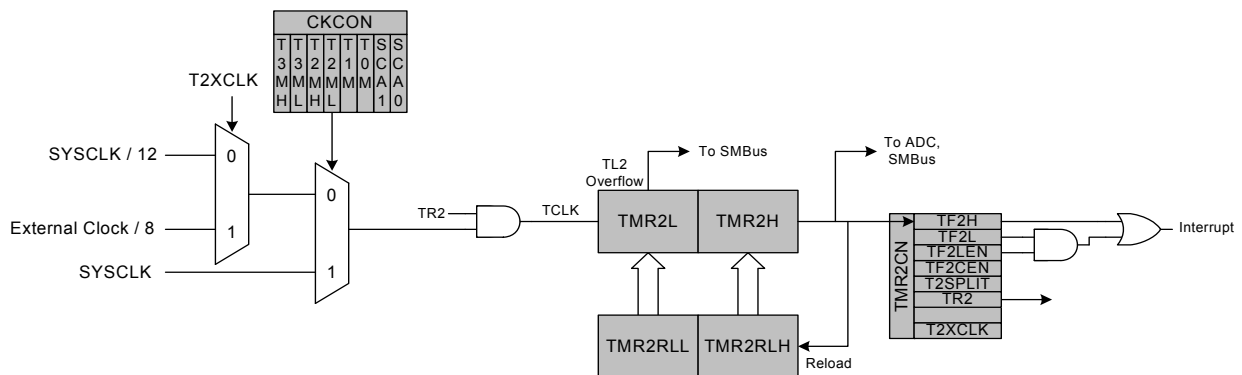 CKCON
T3MH
T3ML
T2MH
T2ML
T1M
T0M
SCA1
SCA0
T2XCLK
SYSCLK / 12
0
External Clock / 8
1
SYSCLK
0
1
TR2
TCLK
TL2
Overflow
To SMBus
To ADC,
SMBus
TMR2L
TMR2H
TMR2RLL
TMR2RLH
Reload
TMR2CN
TF2H
TF2L
TF2LEN
TF2CEN
T2SPLIT
TR2
T2XCLK
Interrupt